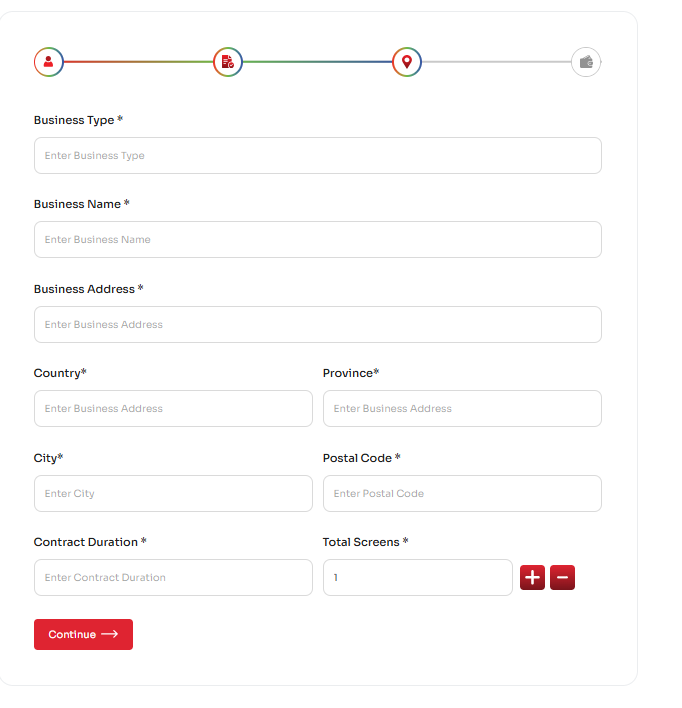 Business Type *
Enter Business Type
Business Name *
Enter Business Name
Business Address *
Enter Business Address
Country* Province*
Enter Business Address Enter Business Address
City* Postal Code *
Enter City Enter Postal Code
Contract Duration * Total Screens *
Enter Contract Duration 1
Continue